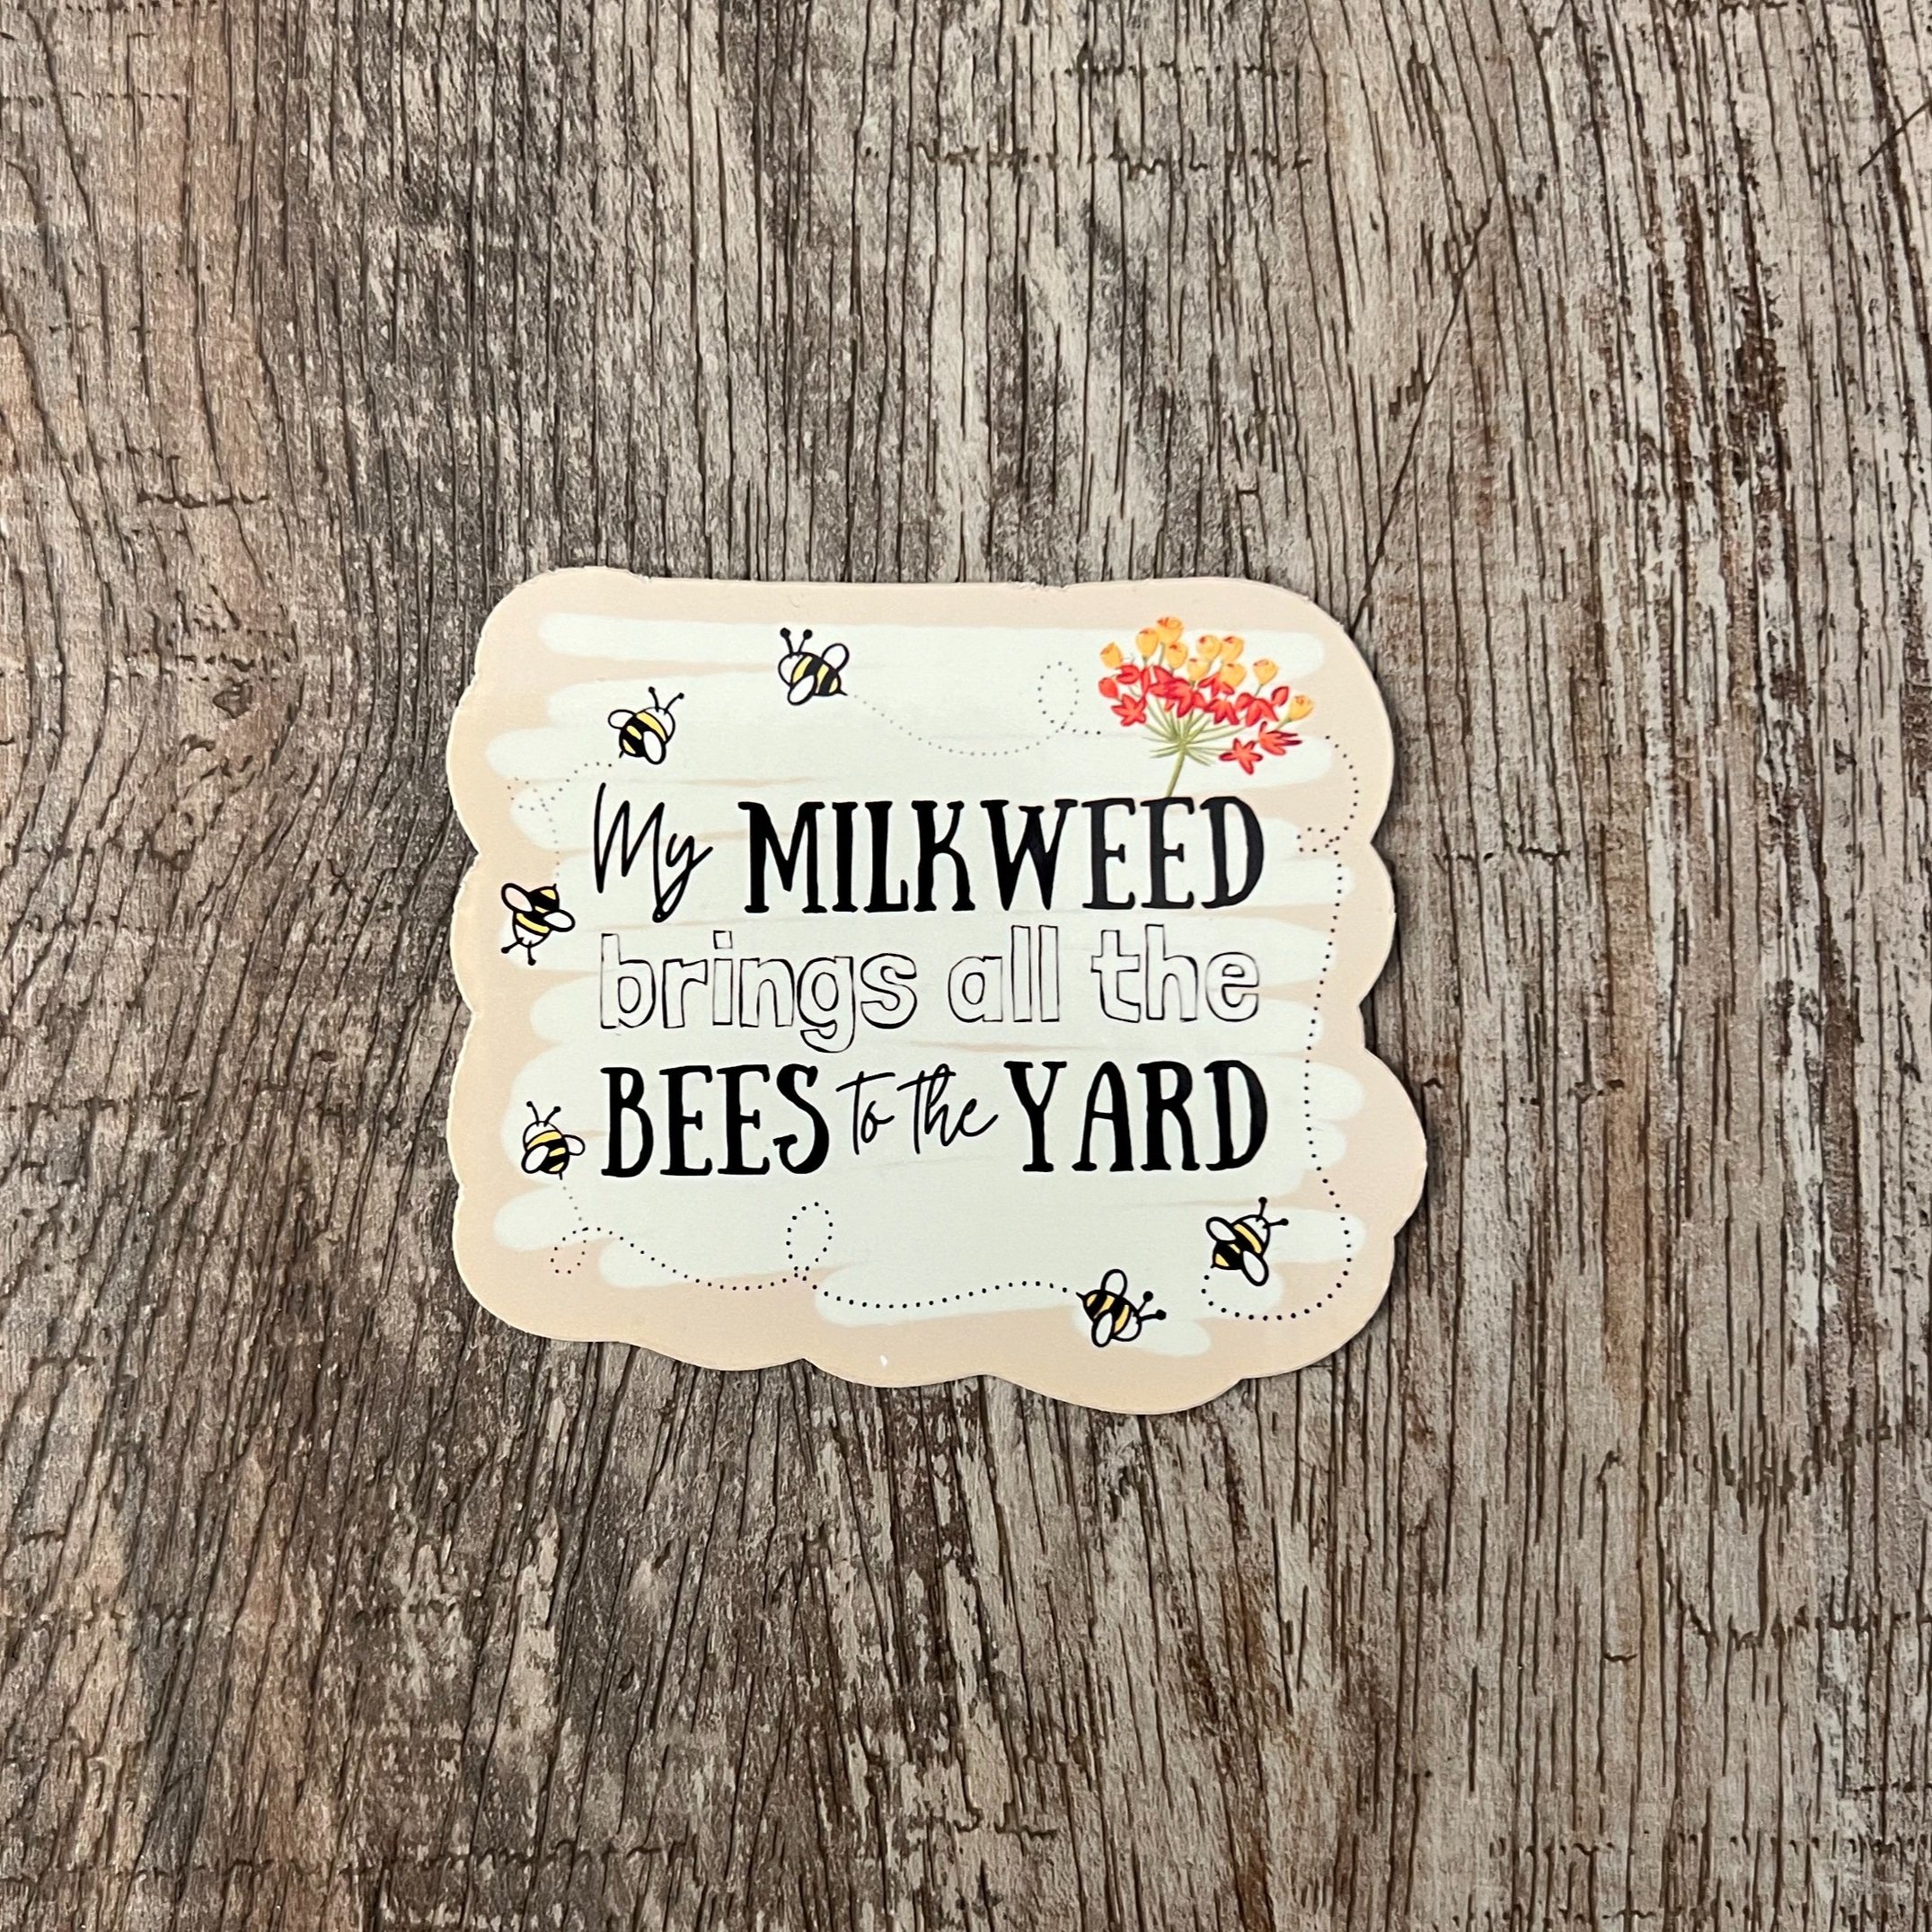 My MILKWEED
brings all the
BEES to the YARD